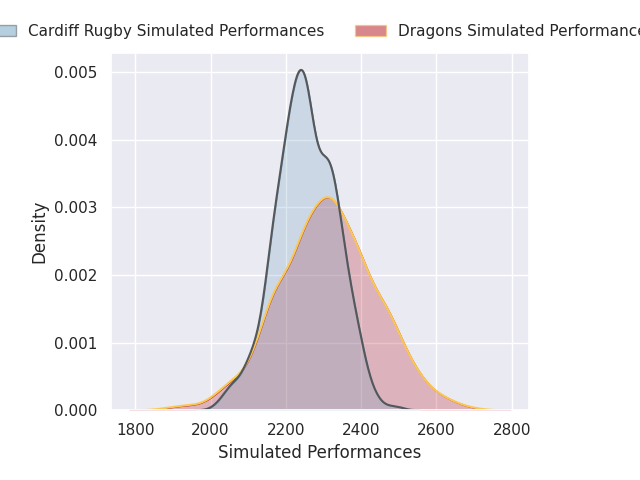 Cardiff Rugby Simulated Performances
Dragons Simulated Performance
0.005
0.004
0.003
0.002
0.001
0.000
Density
1800 2000 2200 2400 2600 2800
Simulated Performances